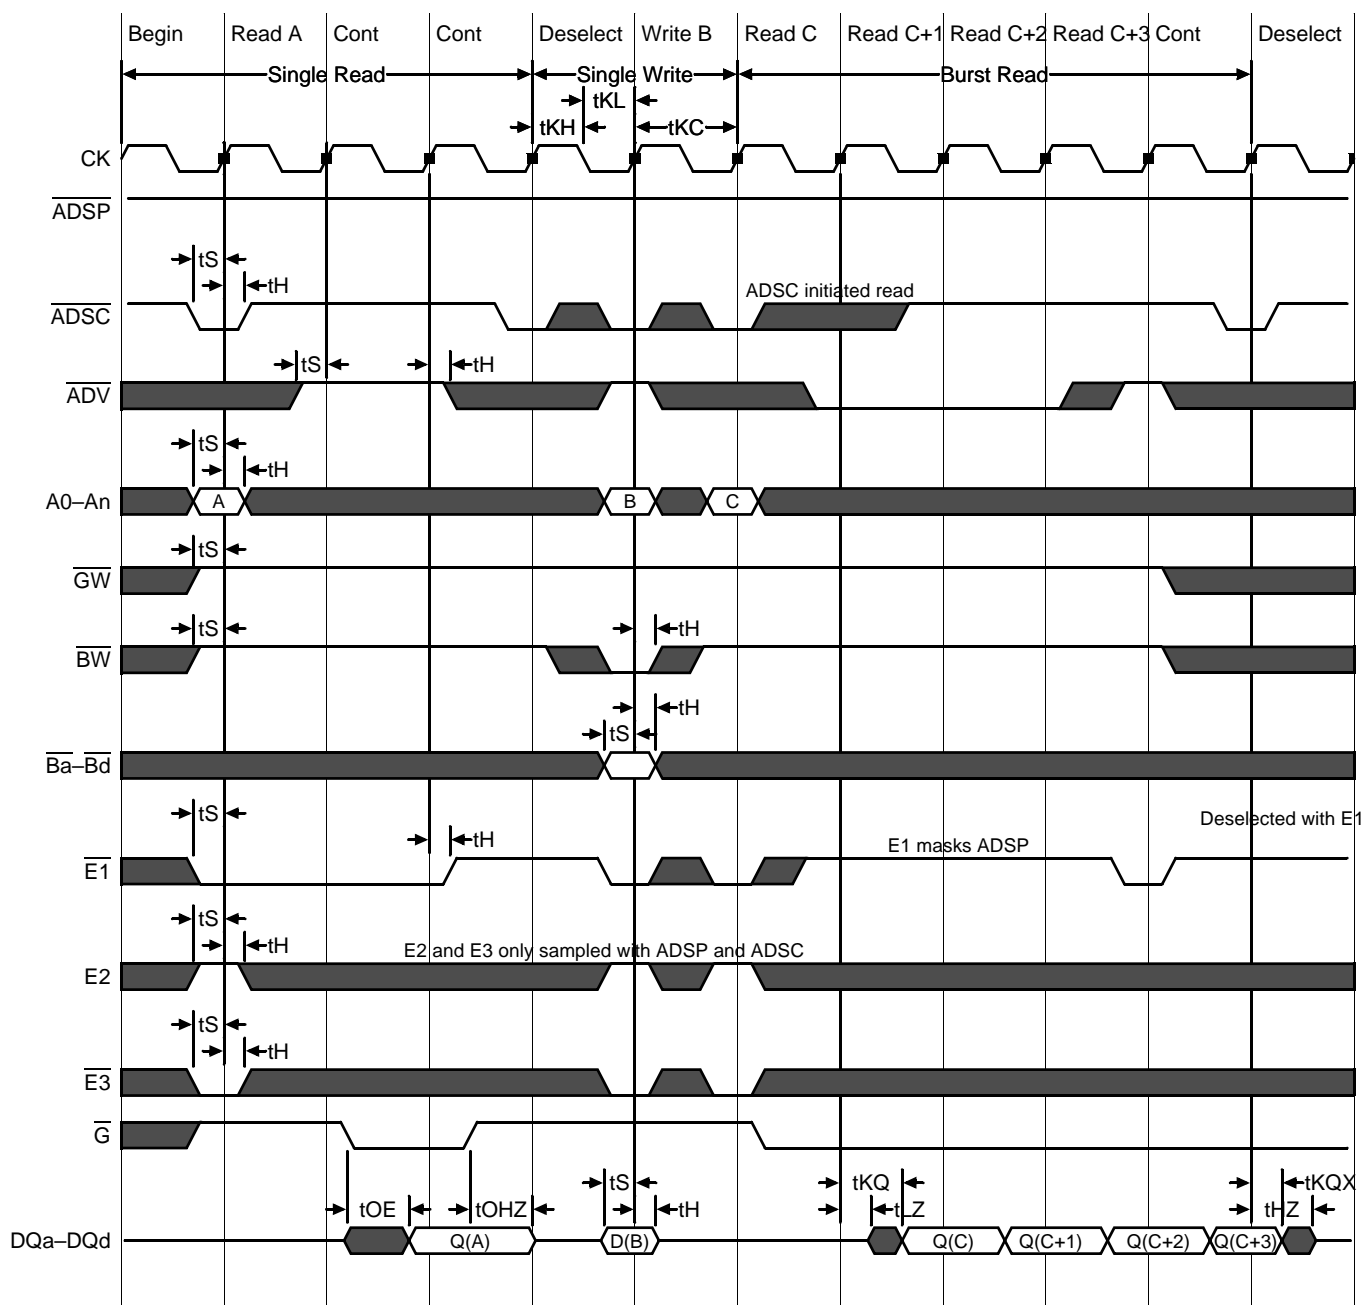 Begin Read A Cont Cont Deselect Write B Read C Read C+1 Read C+2 Read C+3 Cont Deselect
Single Read Single Write Burst Read
tKL
tKH tKC
CK
ADSP
tS
tH
ADSC initiated read
ADSC
tS tH
ADV
tS
tH
A0–An A B C
tS
GW
tS tH
BW
tH
tS
Ba–Bd
tS
Deselected with E1
tH
E1 masks ADSP
E1
tS
tH
E2 and E3 only sampled with ADSP and ADSC
E2
tS
tH
E3
G
tS tKQ tKQX
tOE tOHZ tH tLZ tHZ
DQa–DQd Q(A) D(B) Q(C) Q(C+1) Q(C+2) Q(C+3)